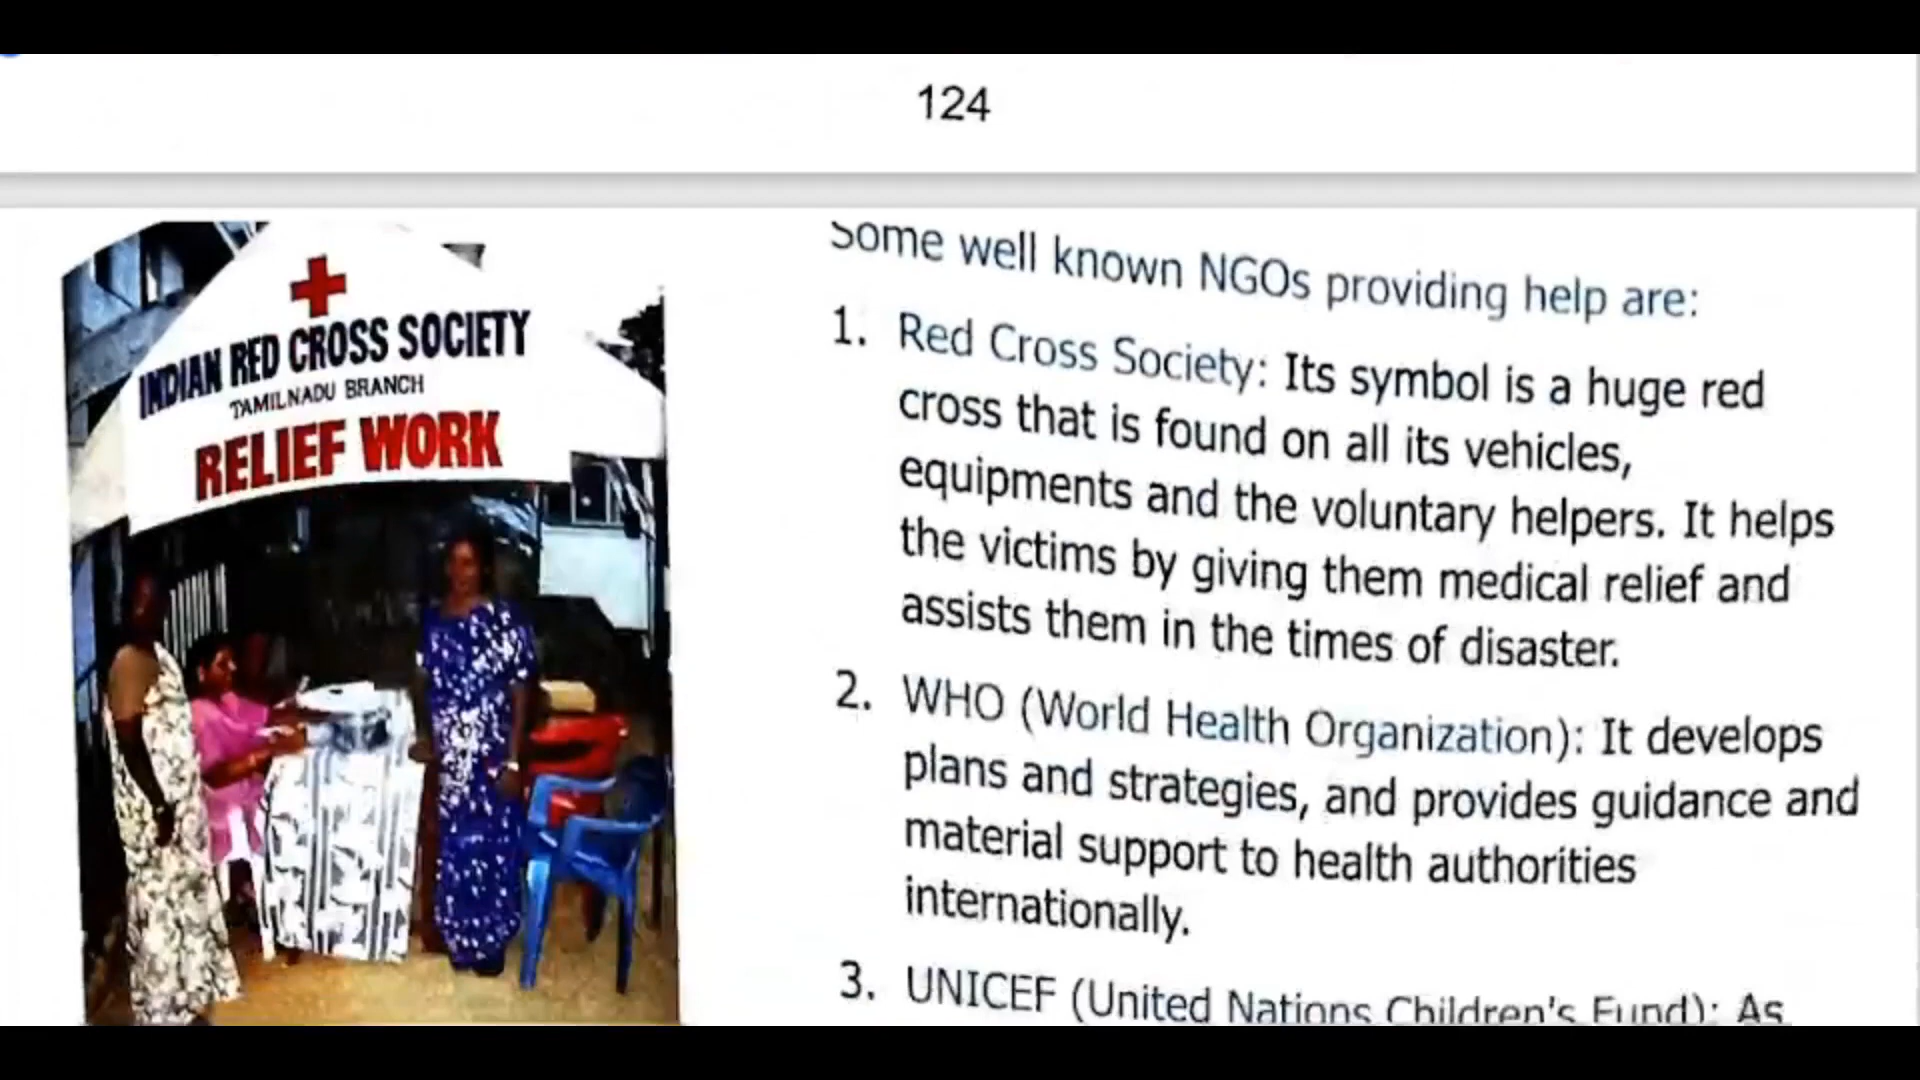 124
INDIAN RED CROSS SOCIETY
TAMILNADU BRANCH
RELIEF WORK
Some well known NGOs providing help are:
1. Red Cross Society: Its symbol is a huge red
cross that is found on all its vehicles,
equipments and the voluntary helpers. It helps
the victims by giving them medical relief and
assists them in the times of disaster.
2. WHO (World Health Organization): It develops
plans and strategies, and provides guidance and
material support to health authorities
internationally.
3. UNICEF (United Nations Children's Fund): As